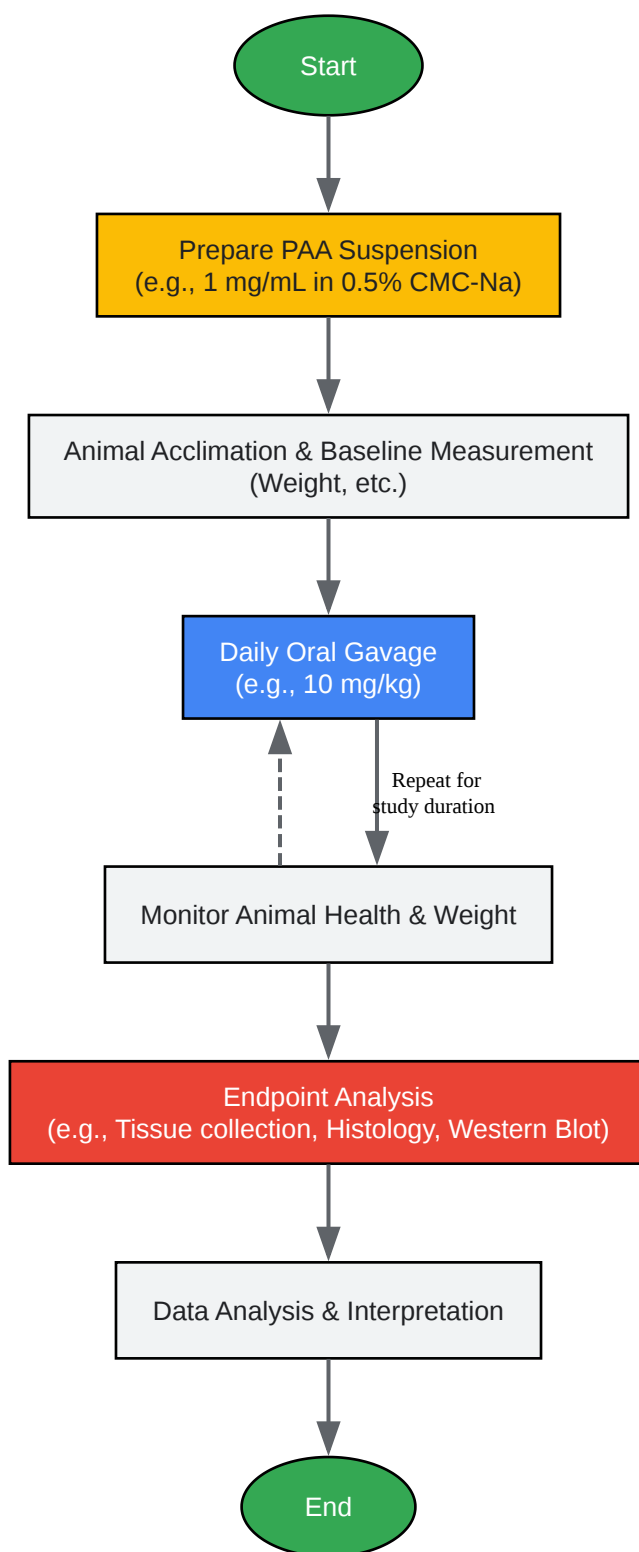 Start
Prepare PAA Suspension
(e.g., 1 mg/mL in 0.5% CMC-Na)
Animal Acclimation & Baseline Measurement
(Weight, etc.)
Daily Oral Gavage
(e.g., 10 mg/kg)
Repeat for
study duration
Monitor Animal Health & Weight
Endpoint Analysis
(e.g., Tissue collection, Histology, Western Blot)
Data Analysis & Interpretation
End